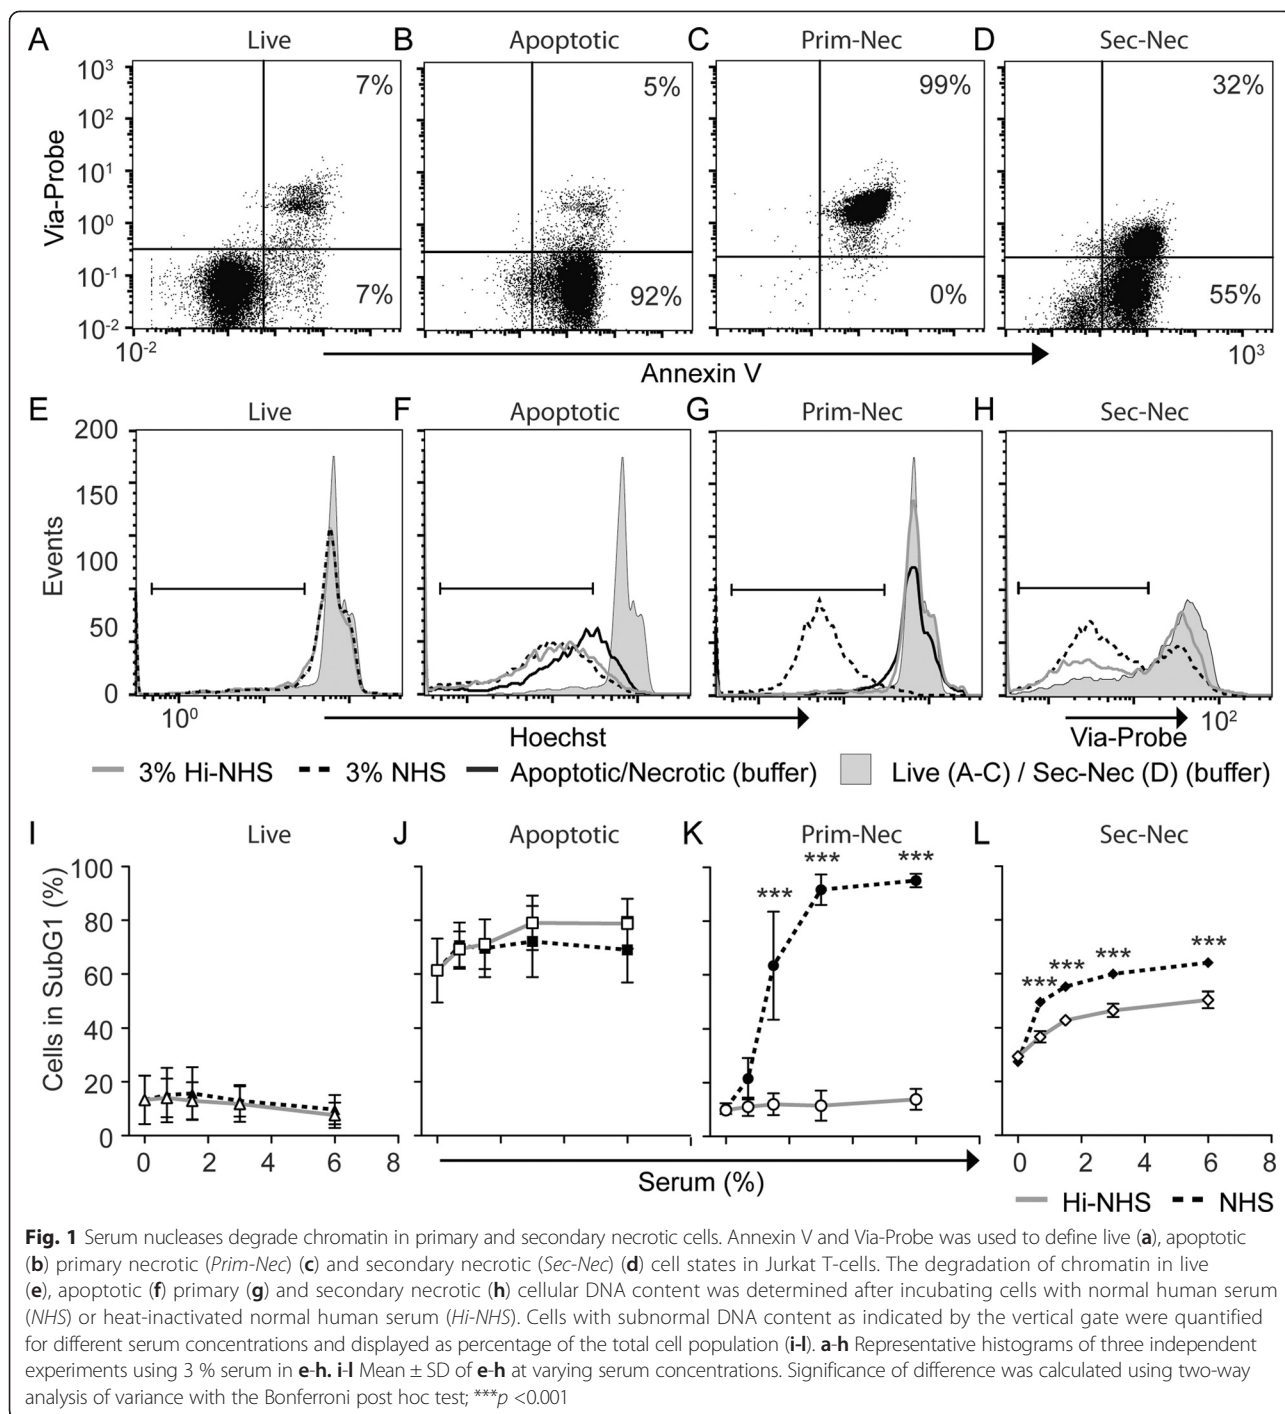 A Live B Apoptotic C Prim-Nec D Sec-Nec
10³ 7% 5% 99% 32%
10²
Via-Probe
10¹
10⁰
10⁻¹
7% 92% 0% 55%
10⁻²
10⁻² 10³
Annexin V
E Live F Apoptotic G Prim-Nec H Sec-Nec
200
150
Events
100
50
0
10⁰ 10²
Hoechst Via-Probe
3% Hi-NHS 3% NHS Apoptotic/Necrotic (buffer) Live (A-C) / Sec-Nec (D) (buffer)
I Live J Apoptotic K Prim-Nec L Sec-Nec
*** ***
100
***
*** *** ***
***
80
Cells in SubG1 (%)
60
40
20
0
0 2 4 6 8 0 2 4 6 8
Serum (%)
Hi-NHS NHS
Fig. 1 Serum nucleases degrade chromatin in primary and secondary necrotic cells. Annexin V and Via-Probe was used to define live (a), apoptotic
(b) primary necrotic (Prim-Nec) (c) and secondary necrotic (Sec-Nec) (d) cell states in Jurkat T-cells. The degradation of chromatin in live
(e), apoptotic (f) primary (g) and secondary necrotic (h) cellular DNA content was determined after incubating cells with normal human serum
(NHS) or heat-inactivated normal human serum (Hi-NHS). Cells with subnormal DNA content as indicated by the vertical gate were quantified
for different serum concentrations and displayed as percentage of the total cell population (i-l). a-h Representative histograms of three independent
experiments using 3 % serum in e-h. i-l Mean ± SD of e-h at varying serum concentrations. Significance of difference was calculated using two-way
analysis of variance with the Bonferroni post hoc test; ***p <0.001